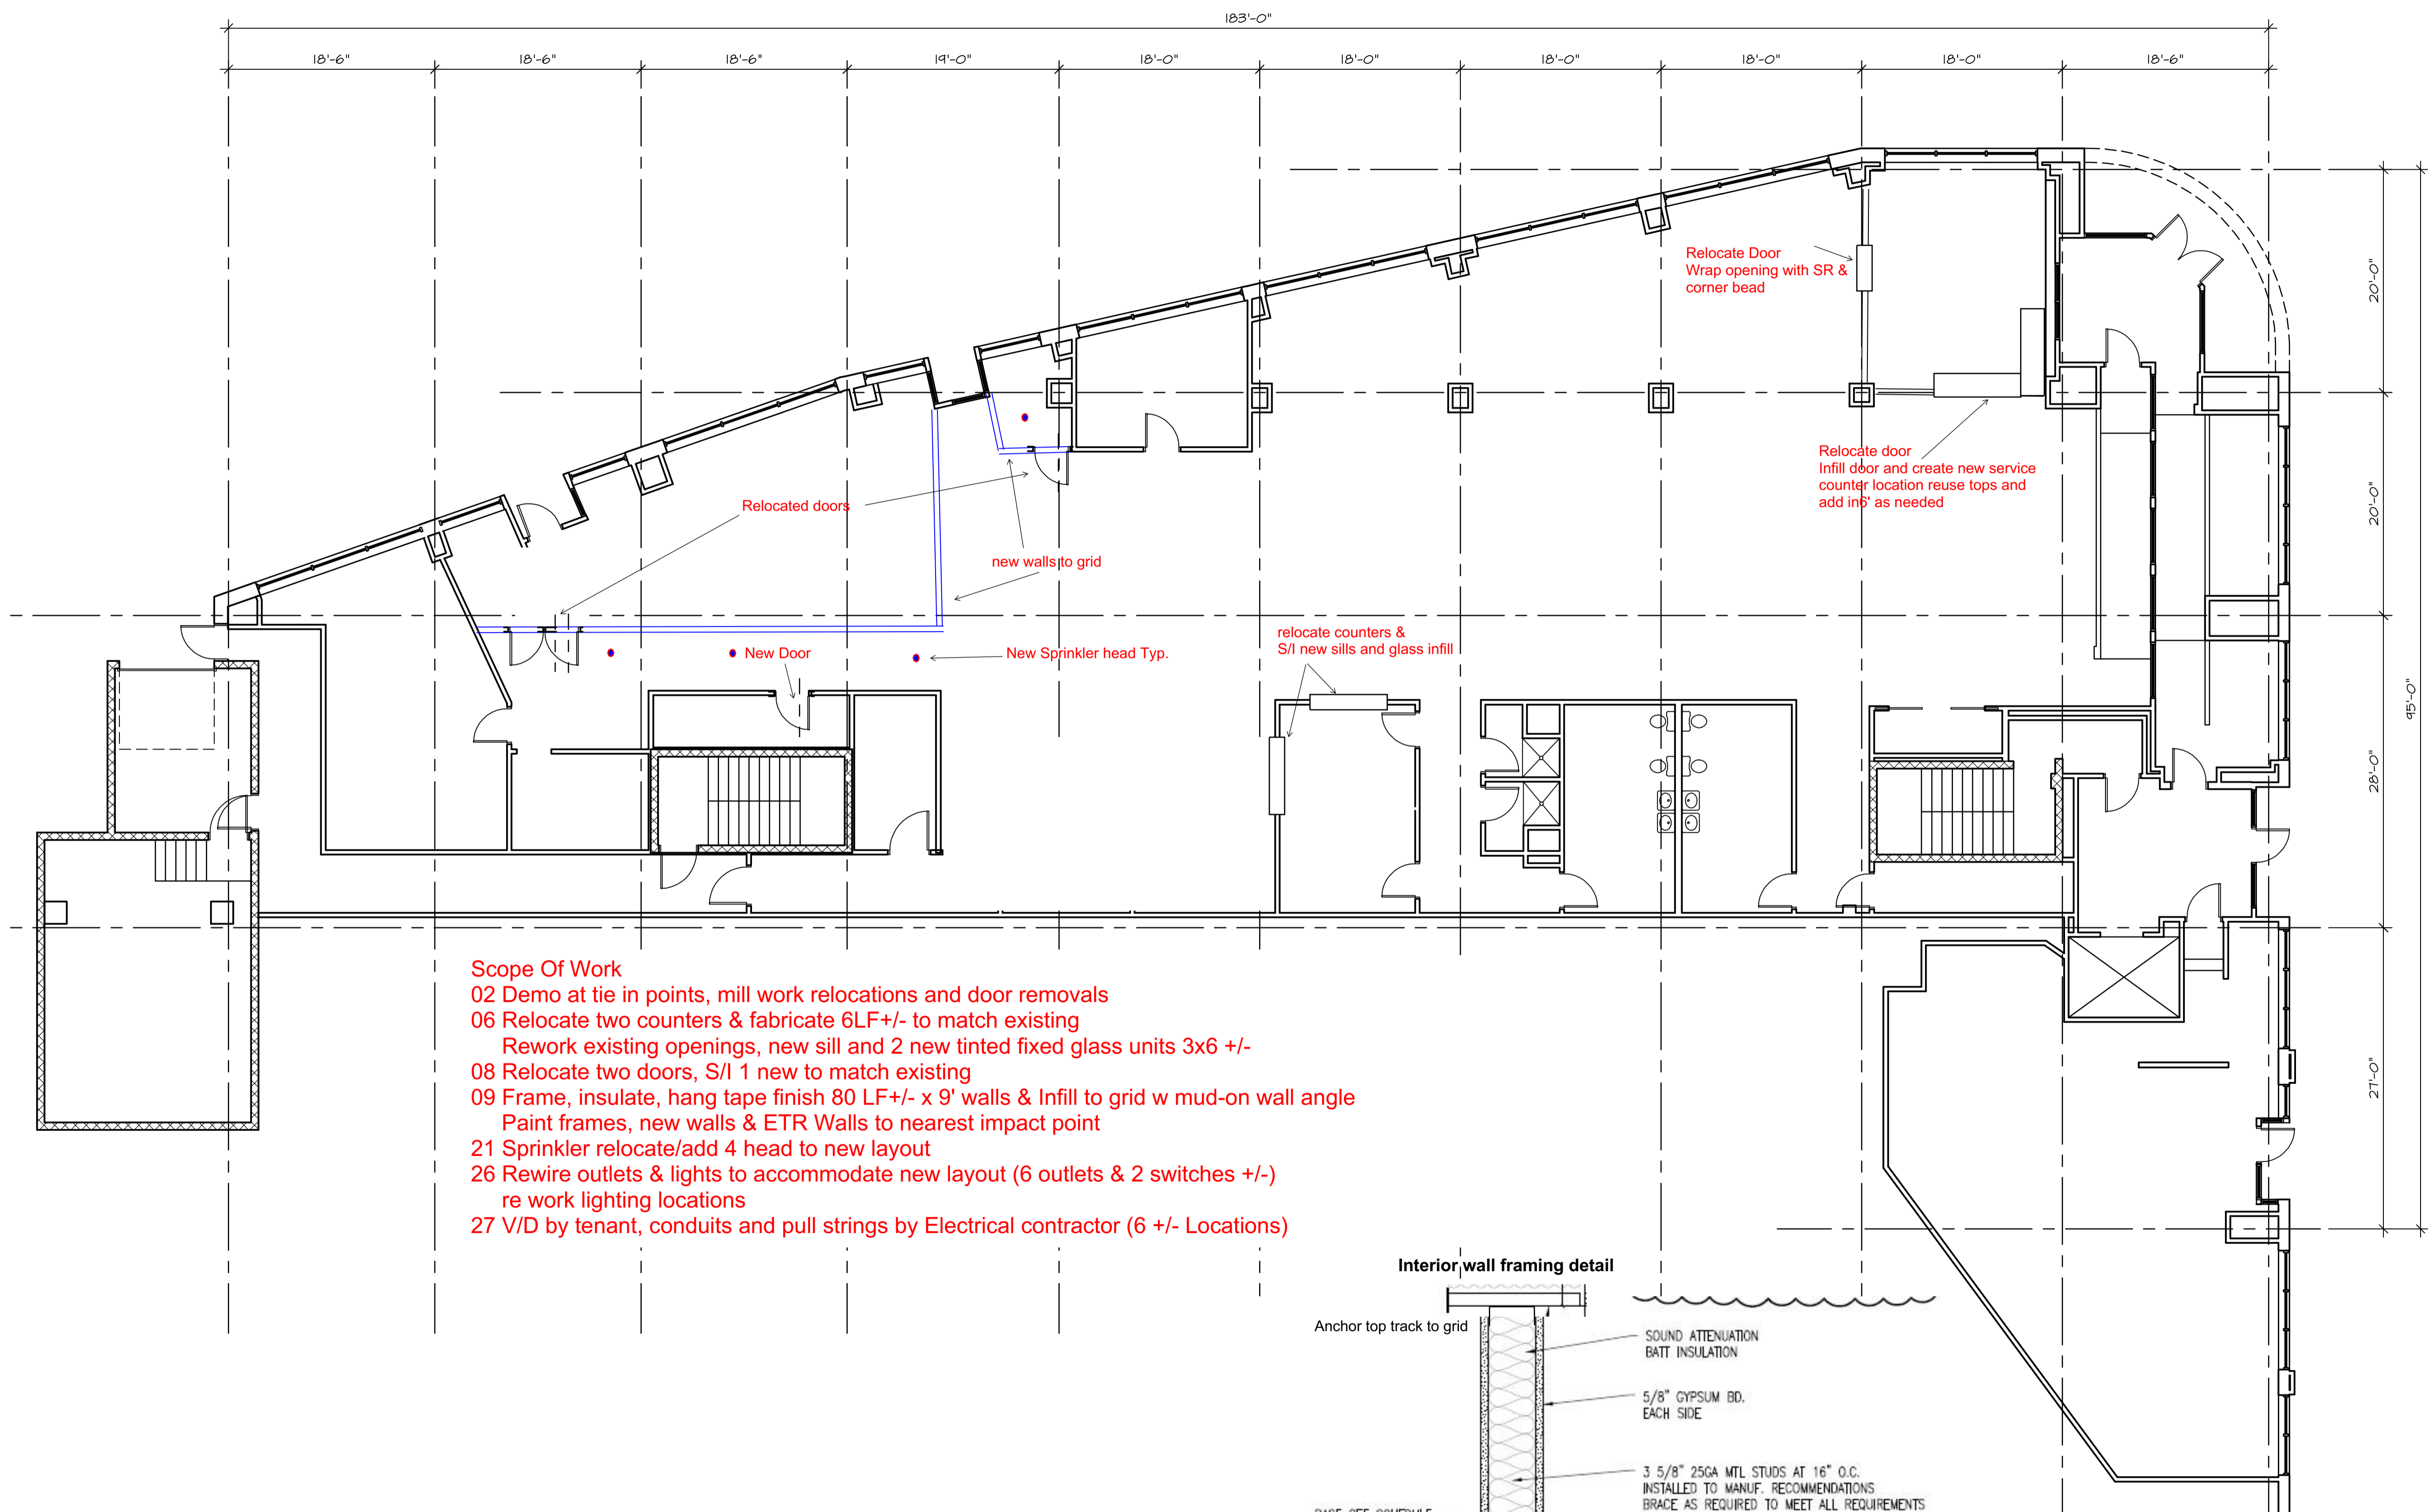 183'-0"
18'-6"
18'-6"
18'-6"
19'-0"
18'-0"
18'-0"
18'-0"
18'-0"
18'-0"
18'-6"
20'-0"
20'-0"
28'-0"
27'-0"
95'-0"
Relocate Door
Wrap opening with SR &
corner bead
Relocate door
Infill door and create new service
counter location reuse tops and
add in6' as needed
Relocated doors
new walls to grid
relocate counters &
S/I new sills and glass infill
New Door
New Sprinkler head Typ.
Scope Of Work
02 Demo at tie in points, mill work relocations and door removals
06 Relocate two counters & fabricate 6LF+/- to match existing
Rework existing openings, new sill and 2 new tinted fixed glass units 3x6 +/-
08 Relocate two doors, S/I 1 new to match existing
09 Frame, insulate, hang tape finish 80 LF+/- x 9' walls & Infill to grid w mud-on wall angle
Paint frames, new walls & ETR Walls to nearest impact point
21 Sprinkler relocate/add 4 head to new layout
26 Rewire outlets & lights to accommodate new layout (6 outlets & 2 switches +/-)
re work lighting locations
27 V/D by tenant, conduits and pull strings by Electrical contractor (6 +/- Locations)
Interior wall framing detail
Anchor top track to grid
SOUND ATTENUATION
BATT INSULATION
5/8" GYPSUM BD.
EACH SIDE
3 5/8" 25GA MTL STUDS AT 16" O.C.
INSTALLED TO MANUF. RECOMMENDATIONS
BRACE AS REQUIRED TO MEET ALL REQUIREMENTS